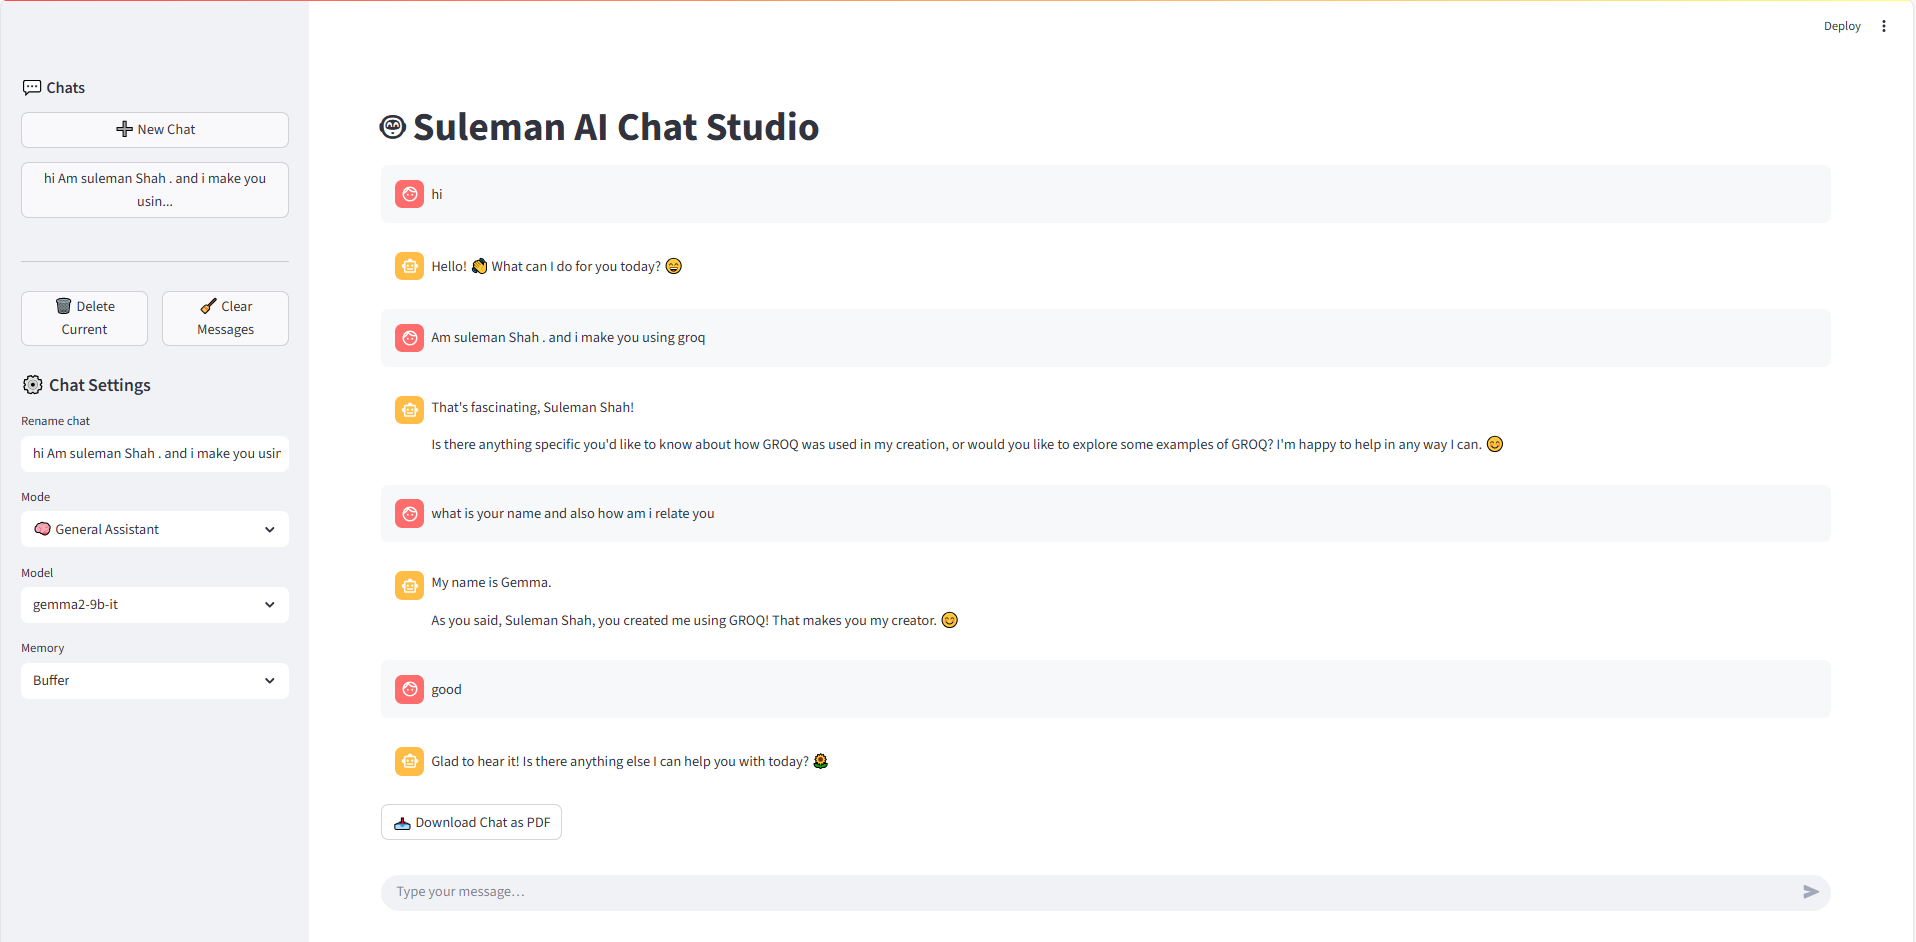 Deploy
Chats
New Chat
hi Am suleman Shah . and i make you
usin...
Delete
Current
Clear
Messages
Chat Settings
Rename chat
hi Am suleman Shah . and i make you usin
Mode
General Assistant
Model
gemma2-9b-it
Memory
Buffer
Suleman AI Chat Studio
hi
Hello! 👋 What can I do for you today? 😄
Am suleman Shah . and i make you using groq
That's fascinating, Suleman Shah!
Is there anything specific you'd like to know about how GROQ was used in my creation, or would you like to explore some examples of GROQ? I'm happy to help in any way I can. 😊
what is your name and also how am i relate you
My name is Gemma.
As you said, Suleman Shah, you created me using GROQ! That makes you my creator. 😊
good
Glad to hear it! Is there anything else I can help you with today? 🌻
Download Chat as PDF
Type your message...